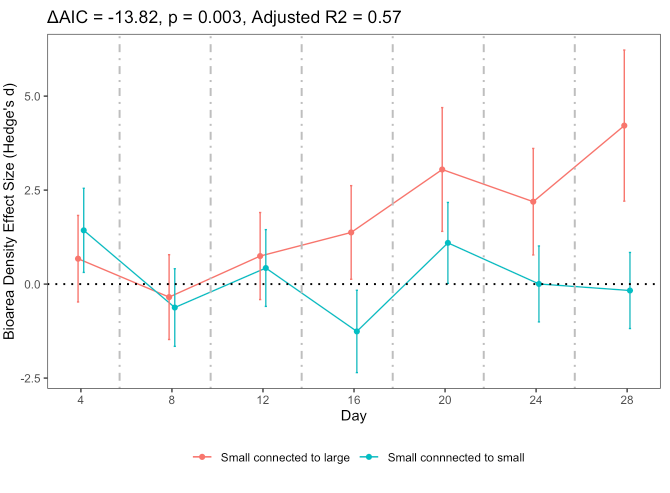 ΔAIC = -13.82, p = 0.003, Adjusted R2 = 0.57
Bioarea Density Effect Size (Hedge's d)
5.0
2.5
0.0
-2.5
4 8 12 16 20 24 28
Day
Small connected to large Small connnected to small